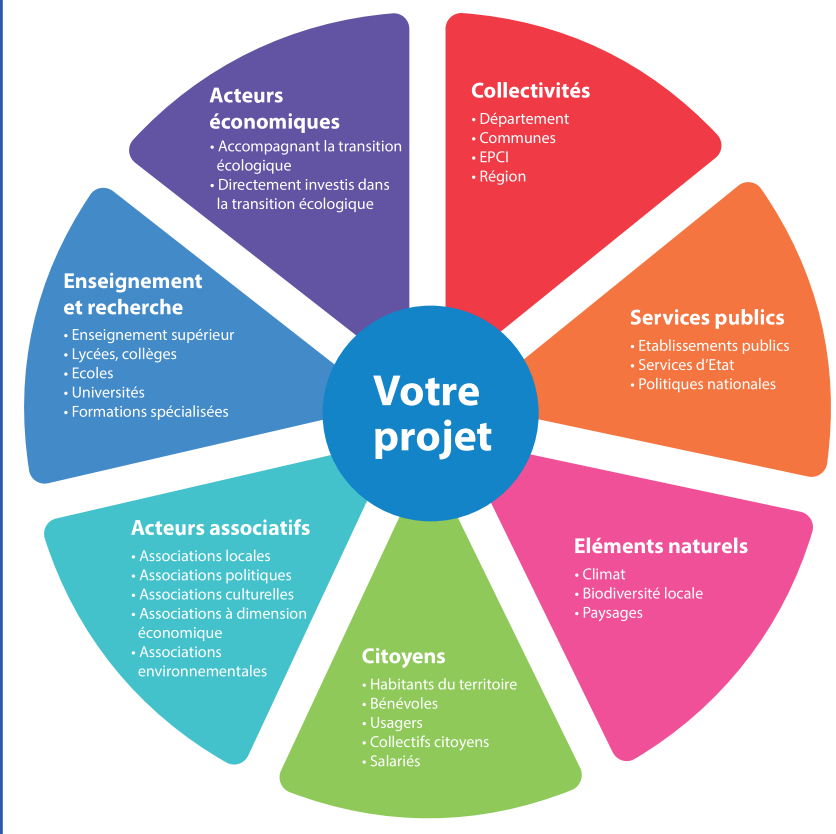 Acteurs
économiques
• Accompagnant la transition
écologique
• Directement investis dans
la transition écologique
Collectivités
• Département
• Communes
• EPCI
• Région
Services publics
• Etablissements publics
• Services d'Etat
• Politiques nationales
Eléments naturels
• Climat
• Biodiversité locale
• Paysages
Citoyens
• Habitants du territoire
• Bénévoles
• Usagers
• Collectifs citoyens
• Salariés
Acteurs associatifs
• Associations locales
• Associations politiques
• Associations culturelles
• Associations à dimension
économique
• Associations
environnementales
Enseignement
et recherche
• Enseignement supérieur
• Lycées, collèges
• Ecoles
• Universités
• Formations spécialisées
Votre
projet